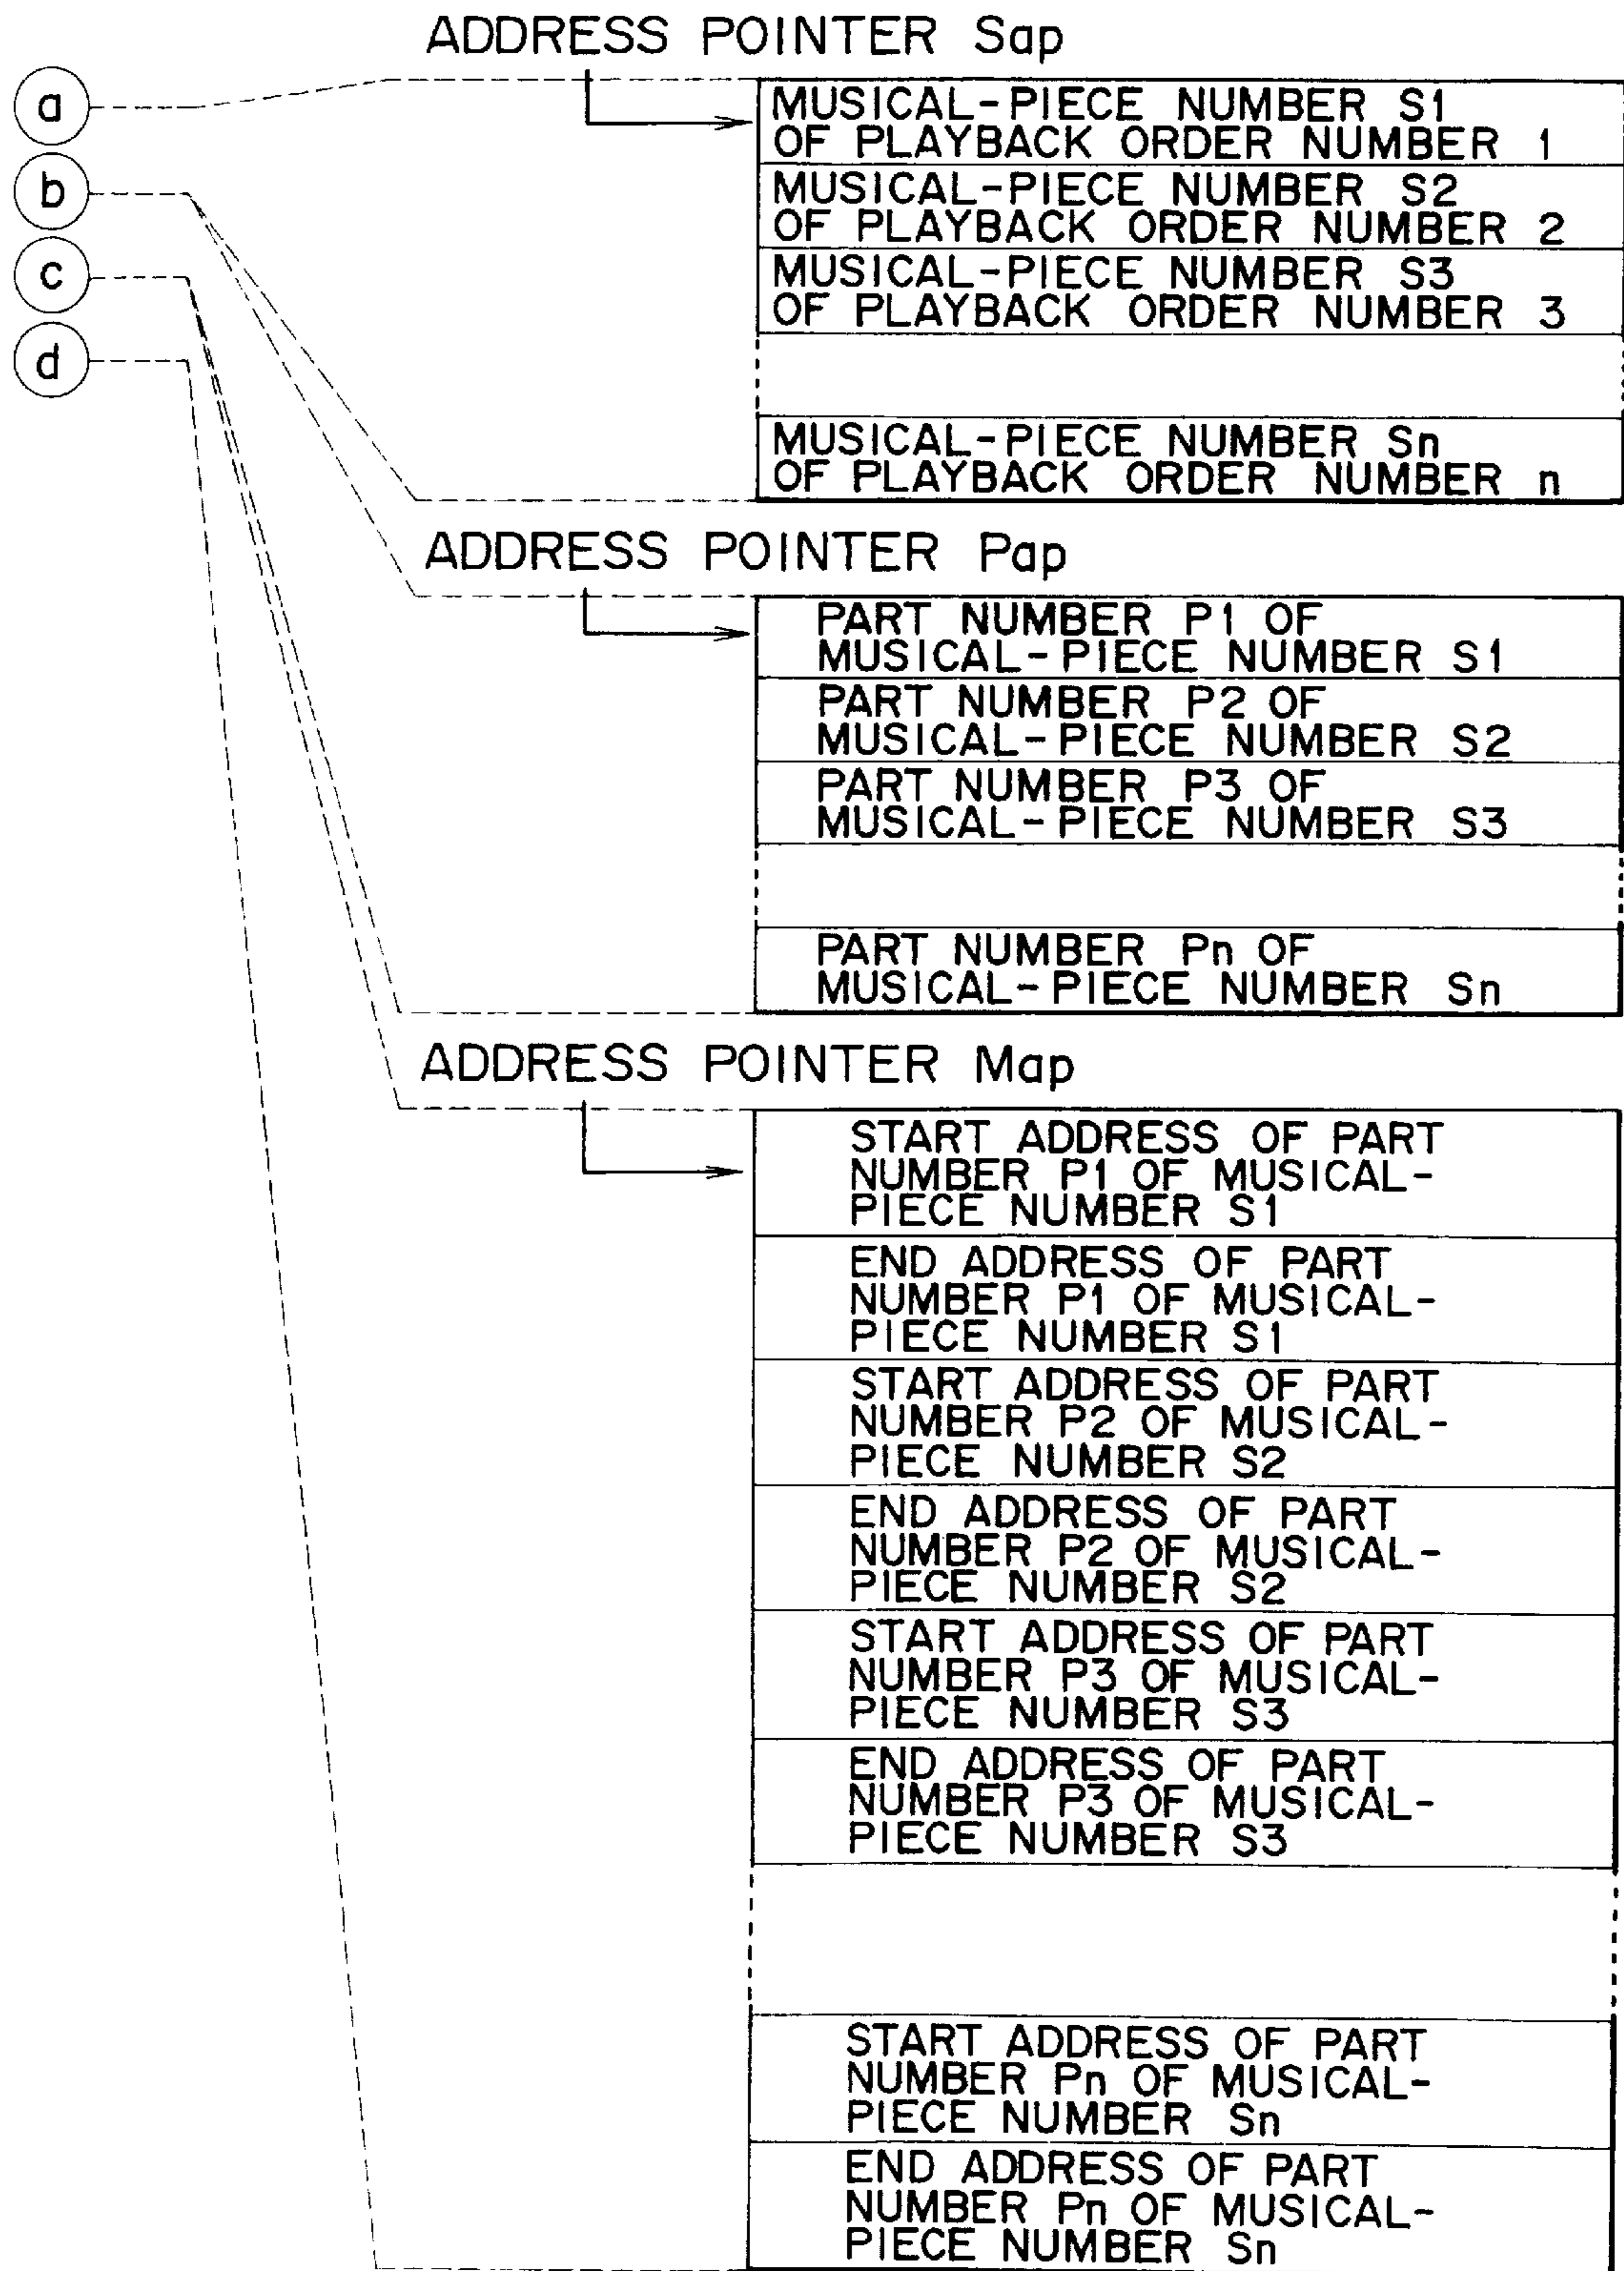 ADDRESS POINTER Sap
a
MUSICAL-PIECE NUMBER S1
OF PLAYBACK ORDER NUMBER 1
b
MUSICAL-PIECE NUMBER S2
OF PLAYBACK ORDER NUMBER 2
c
MUSICAL-PIECE NUMBER S3
OF PLAYBACK ORDER NUMBER 3
d
MUSICAL-PIECE NUMBER Sn
OF PLAYBACK ORDER NUMBER n
ADDRESS POINTER Pap
PART NUMBER P1 OF
MUSICAL-PIECE NUMBER S1
PART NUMBER P2 OF
MUSICAL-PIECE NUMBER S2
PART NUMBER P3 OF
MUSICAL-PIECE NUMBER S3
PART NUMBER Pn OF
MUSICAL-PIECE NUMBER Sn
ADDRESS POINTER Map
START ADDRESS OF PART
NUMBER P1 OF MUSICAL-
PIECE NUMBER S1
END ADDRESS OF PART
NUMBER P1 OF MUSICAL-
PIECE NUMBER S1
START ADDRESS OF PART
NUMBER P2 OF MUSICAL-
PIECE NUMBER S2
END ADDRESS OF PART
NUMBER P2 OF MUSICAL-
PIECE NUMBER S2
START ADDRESS OF PART
NUMBER P3 OF MUSICAL-
PIECE NUMBER S3
END ADDRESS OF PART
NUMBER P3 OF MUSICAL-
PIECE NUMBER S3
START ADDRESS OF PART
NUMBER Pn OF MUSICAL-
PIECE NUMBER Sn
END ADDRESS OF PART
NUMBER Pn OF MUSICAL-
PIECE NUMBER Sn